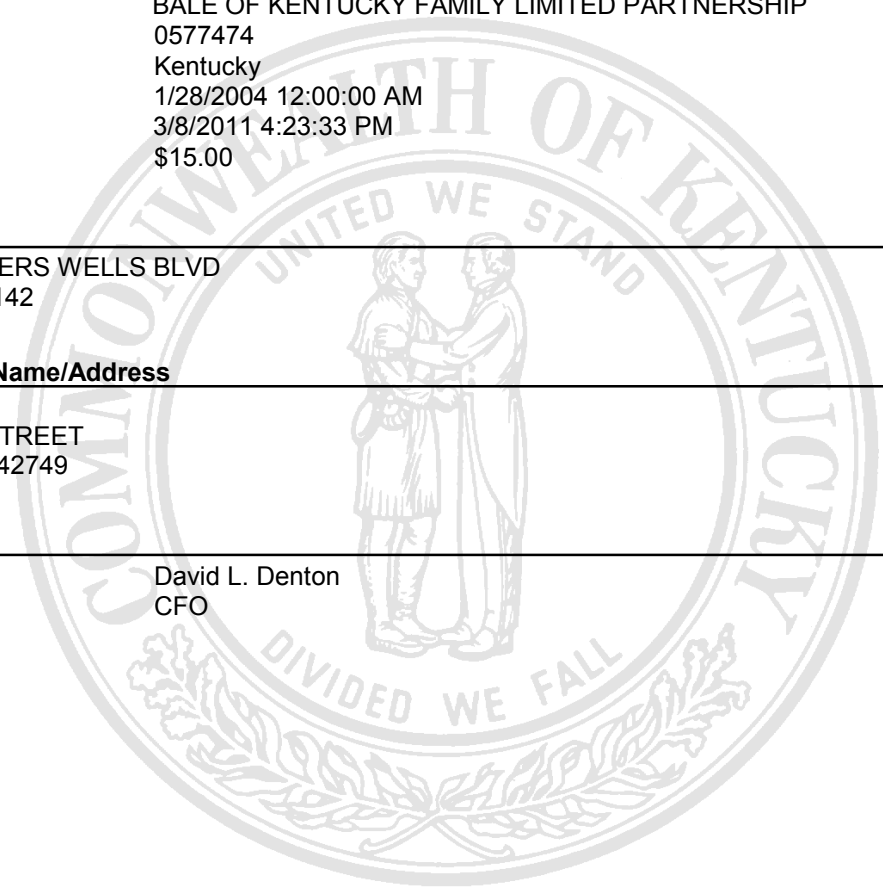 BALE OF KENTUCKY FAMILY LIMITED PARTNERSHIP
0577474
Kentucky
1/28/2004 12:00:00 AM
3/8/2011 4:23:33 PM
$15.00
ERS WELLS BLVD
142
Name/Address
TREET
42749
David L. Denton
CFO
COMMONWEALTH OF KENTUCKY
UNITED WE STAND
DIVIDED WE FALL